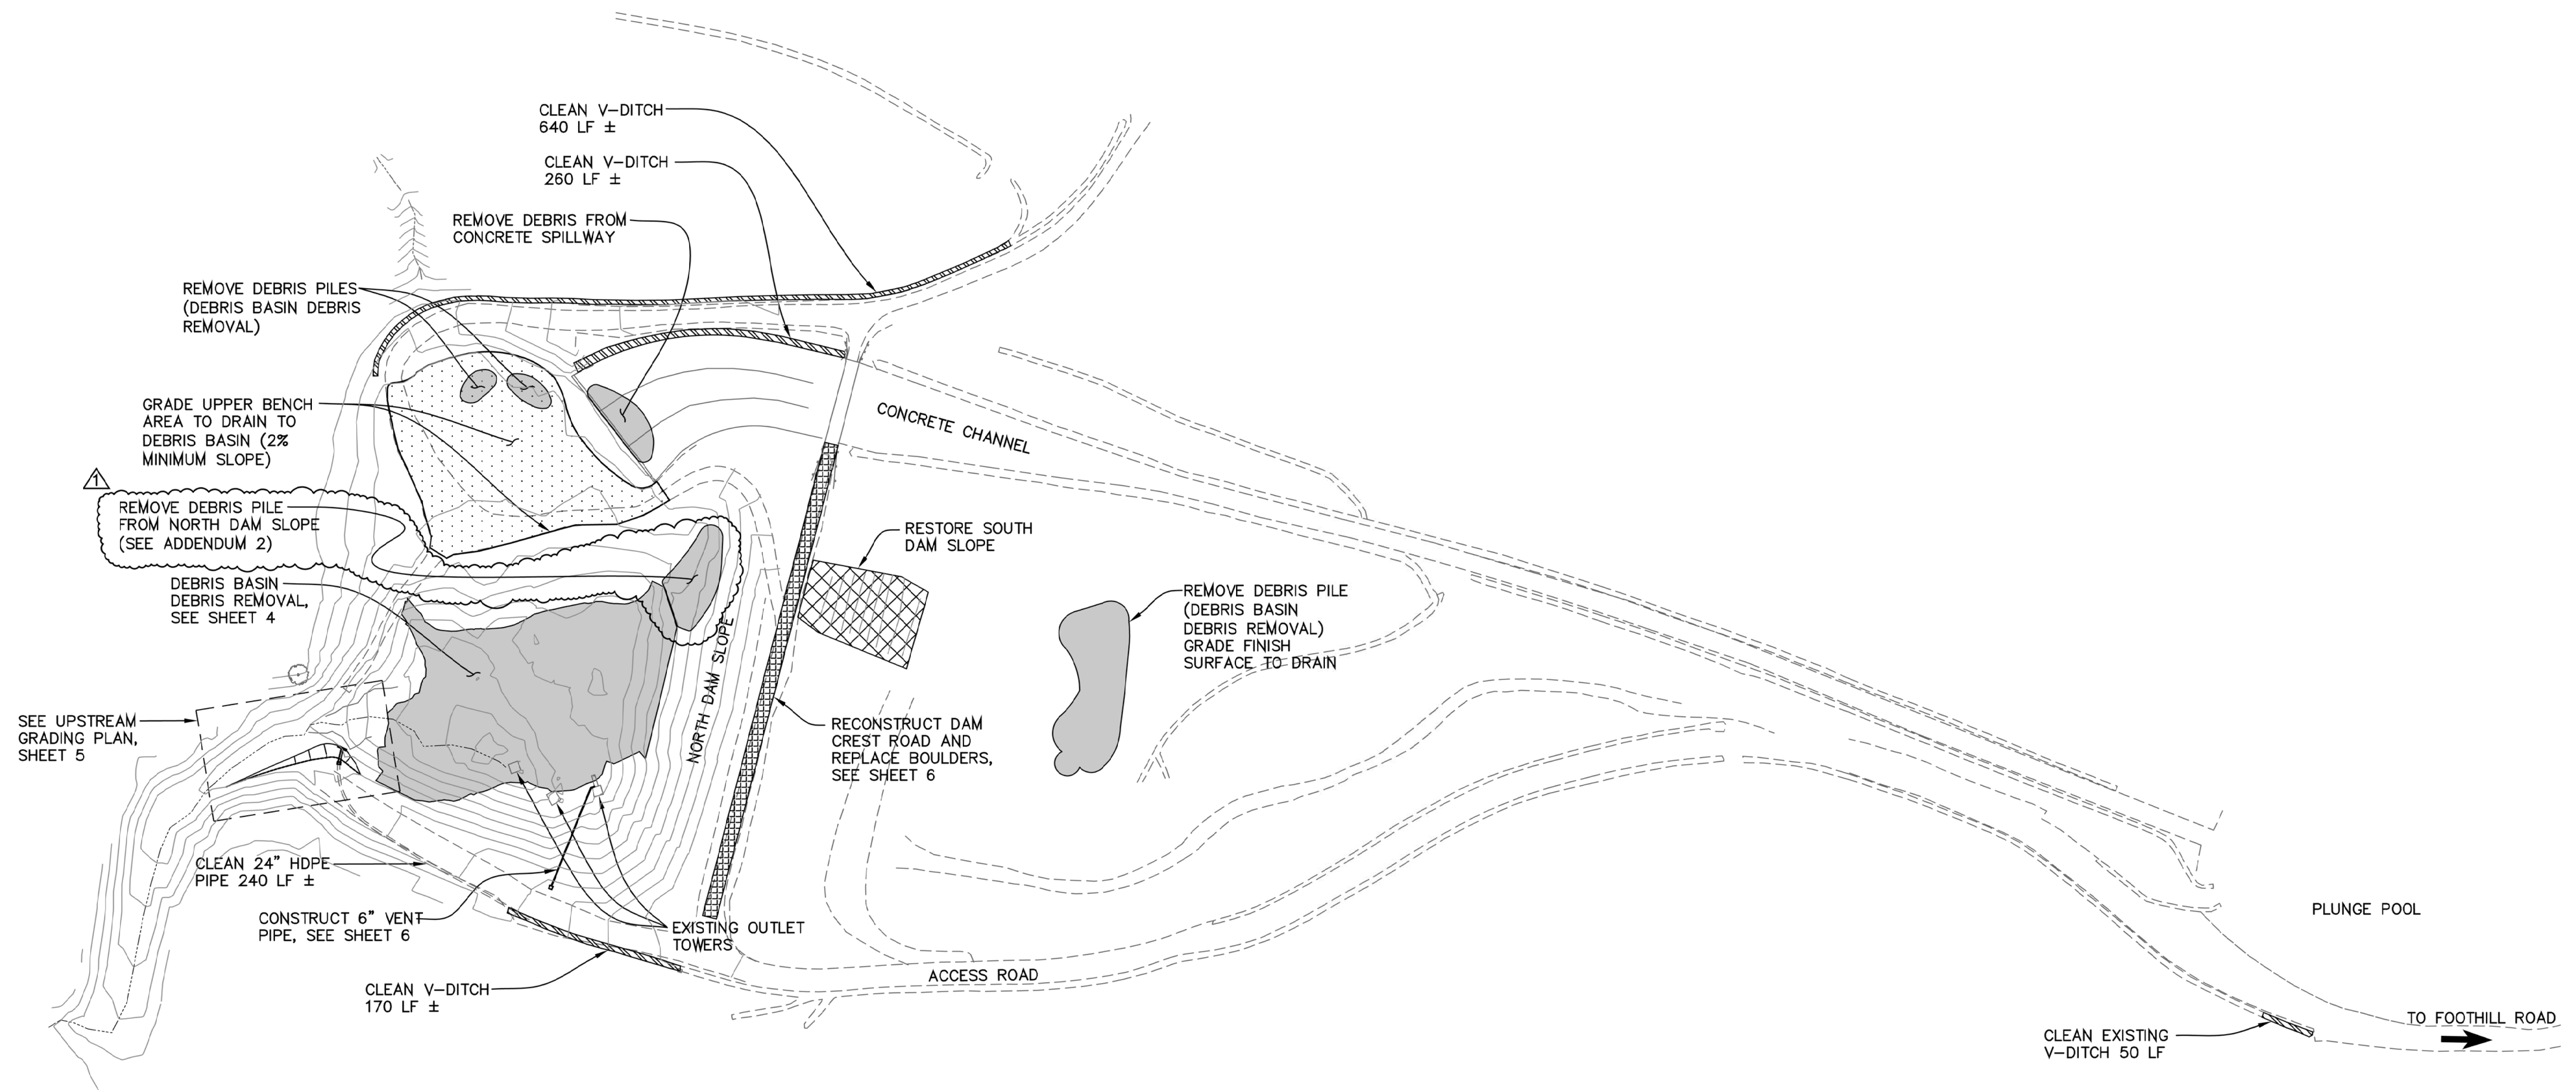 CLEAN V-DITCH
640 LF ±
CLEAN V-DITCH
260 LF ±
REMOVE DEBRIS FROM
CONCRETE SPILLWAY
REMOVE DEBRIS PILES
(DEBRIS BASIN DEBRIS
REMOVAL)
GRADE UPPER BENCH
AREA TO DRAIN TO
DEBRIS BASIN (2%
MINIMUM SLOPE)
CONCRETE CHANNEL
1
REMOVE DEBRIS PILE
FROM NORTH DAM SLOPE
(SEE ADDENDUM 2)
RESTORE SOUTH
DAM SLOPE
DEBRIS BASIN
DEBRIS REMOVAL,
SEE SHEET 4
REMOVE DEBRIS PILE
(DEBRIS BASIN
DEBRIS REMOVAL)
GRADE FINISH
SURFACE TO DRAIN
NORTH DAM SLOPE
SEE UPSTREAM
GRADING PLAN,
SHEET 5
RECONSTRUCT DAM
CREST ROAD AND
REPLACE BOULDERS,
SEE SHEET 6
CLEAN 24" HDPE
PIPE 240 LF ±
CONSTRUCT 6" VENT
PIPE, SEE SHEET 6
EXISTING OUTLET
TOWERS
PLUNGE POOL
ACCESS ROAD
CLEAN V-DITCH
170 LF ±
TO FOOTHILL ROAD
CLEAN EXISTING
V-DITCH 50 LF